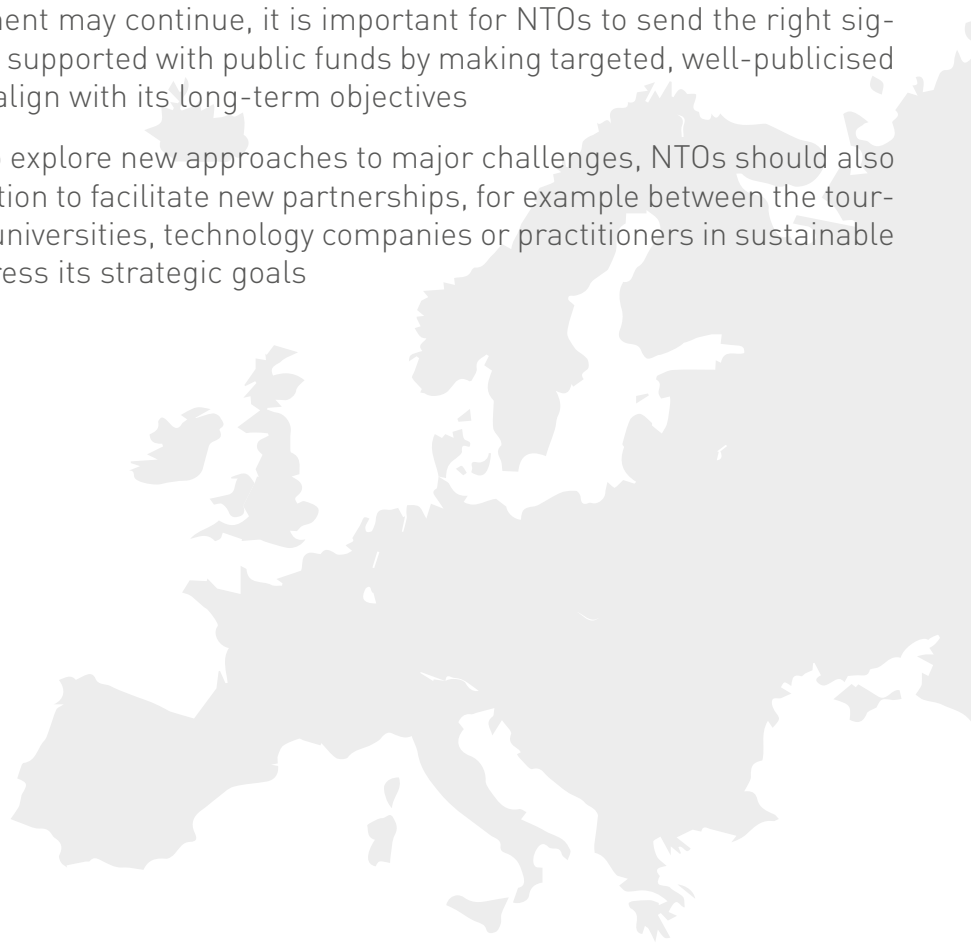 ent may continue, it is important for NTOs to send the right sig-
supported with public funds by making targeted, well-publicised
align with its long-term objectives
explore new approaches to major challenges, NTOs should also
tion to facilitate new partnerships, for example between the tour-
universities, technology companies or practitioners in sustainable
ress its strategic goals